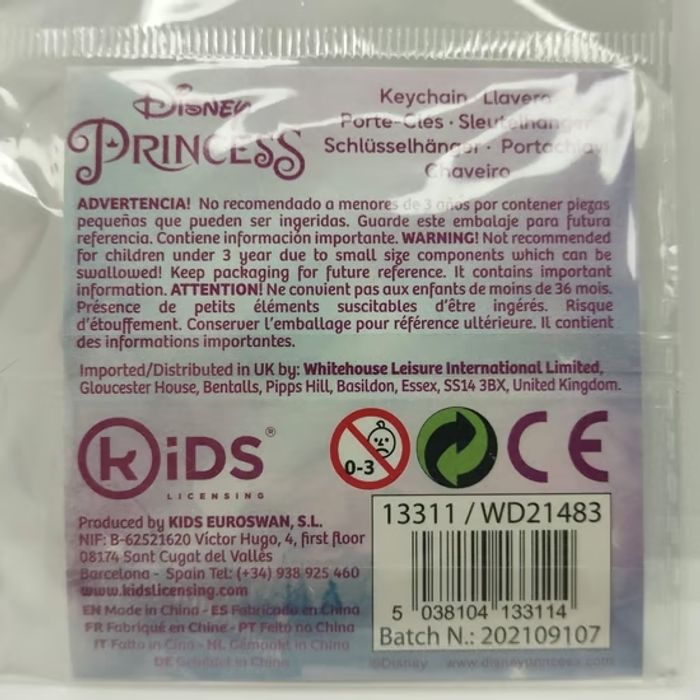 Disney
PRINCESS
Keychain · Llavero
Porte-Cles · Sleutelhanger
Schlüsselhänger · Portachiavi
Chaveiro
ADVERTENCIA! No recomendado a menores de 3 años por contener piezas
pequeñas que pueden ser ingeridas. Guarde este embalaje para futura
referencia. Contiene información importante. WARNING! Not recommended
for children under 3 year due to small size components which can be
swallowed! Keep packaging for future reference. It contains important
information. ATTENTION! Ne convient pas aux enfants de moins de 36 mois.
Présence de petits éléments suscitables d'être ingérés. Risque
d'étouffement. Conserver l'emballage pour référence ultérieure. Il contient
des informations importantes.
Imported/Distributed in UK by: Whitehouse Leisure International Limited,
Gloucester House, Bentalls, Pipps Hill, Basildon, Essex, SS14 3BX, United Kingdom.
kiDS®
LICENSING
0-3
CE
Produced by KIDS EUROSWAN, S.L.
NIF: B-62521620 Víctor Hugo, 4, first floor
08174 Sant Cugat del Vallès
Barcelona - Spain Tel: (+34) 938 925 460
www.kidslicensing.com
EN Made in China - ES Fabricado en China
FR Fabriqué en Chine - PT Feito na China
IT Fatto in Cina - NL Gemaakt in China
DE Gebildet in China
13311 / WD21483
5 038104 133114
Batch N.: 202109107
©Disney www.disneyprincess.com